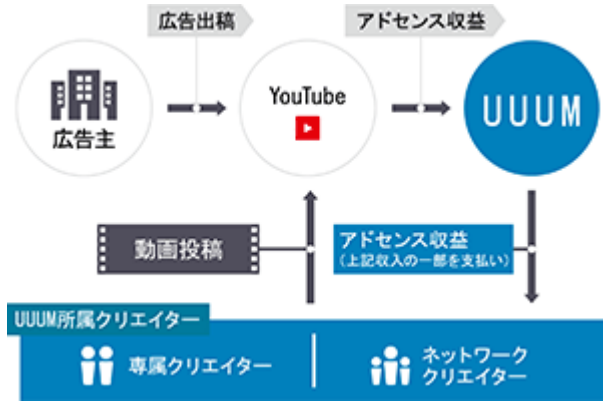 広告出稿
アドセンス収益
広告主
YouTube
UUUM
動画投稿
アドセンス収益
(上記収入の一部を支払い)
UUUM所属クリエイター
専属クリエイター
ネットワーク
クリエイター